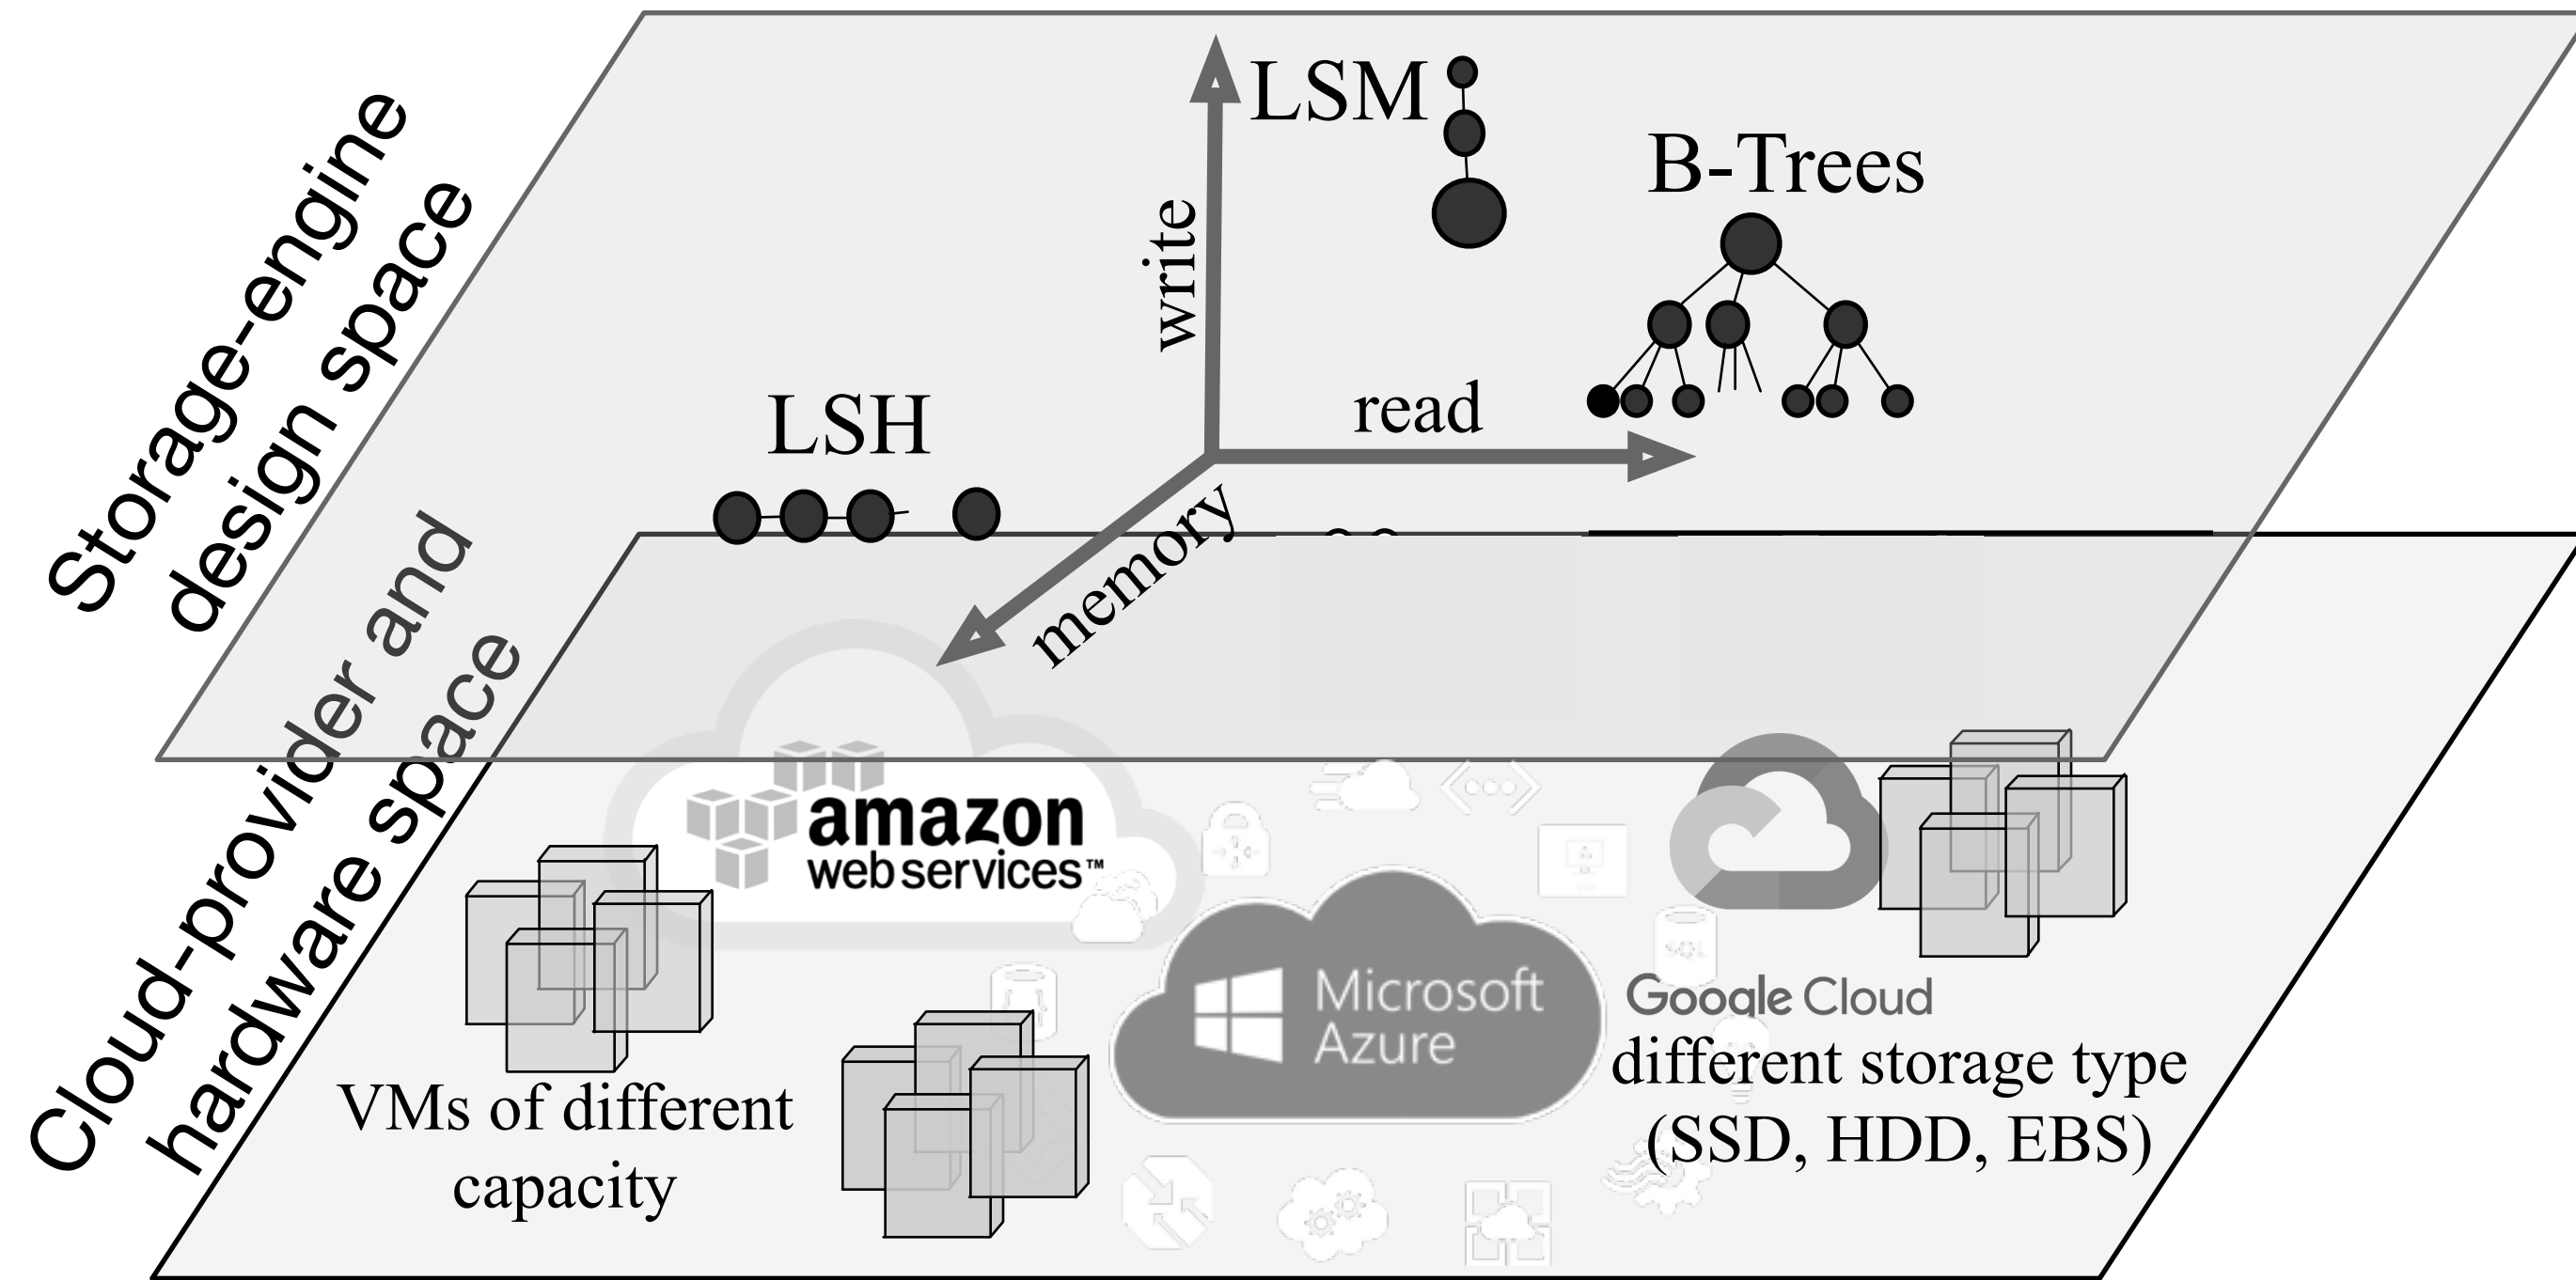 Storage-engine
design space
LSM
B-Trees
write
read
LSH
memory
Cloud-provider and
hardware space
amazon
web services™
Microsoft
Azure
SQL
Google Cloud
different storage type
(SSD, HDD, EBS)
VMs of different
capacity